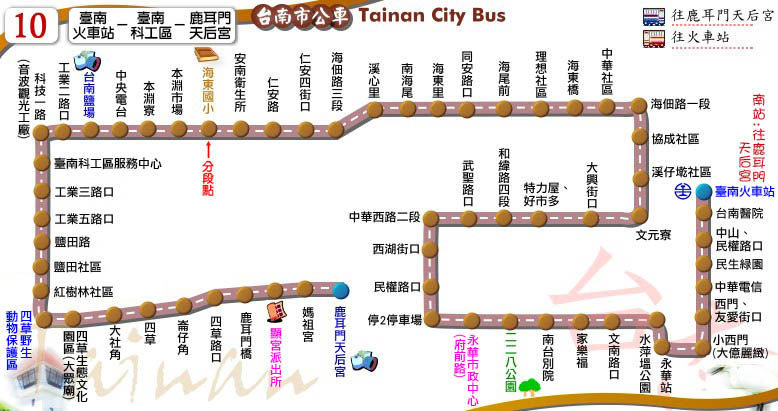 10
臺南火車站－臺南科工區－鹿耳門天后宮
台南市公車 Tainan City Bus
往鹿耳門天后宮
往火車站
南站：往鹿耳門天后宮
臺南火車站
台南醫院
中山、民權路口
民生綠園
中華電信
西門、友愛街口
小西門(大億麗緻)
永華站
水萍塭公園
文南路口
家樂福
南台別院
二二八公園
永華市政中心(府前路)
停2停車場
民權路口
西湖街口
中華西路二段
武聖路口
和緯路四段
特力屋、好市多
大興街口
文元寮
溪仔墘社區
協成社區
海佃路一段
中華社區
海東橋
理想社區
海尾前
同安路口
海東里
南海尾
溪心里
海佃路三段
仁安四街口
仁安路
安南衛生所
海東國小
分段點
本淵市場
本淵寮
中央電台
台南鹽場
工業二路口
科技一路(音波觀光工廠)
臺南科工區服務中心
工業三路口
工業五路口
鹽田路
鹽田社區
紅樹林社區
四草野生動物保護區
四草生態文化園區(大眾廟)
大社角
四草
崙仔角
四草路口
鹿耳門橋
顯宮派出所
媽祖宮
鹿耳門天后宮
台
Tainan